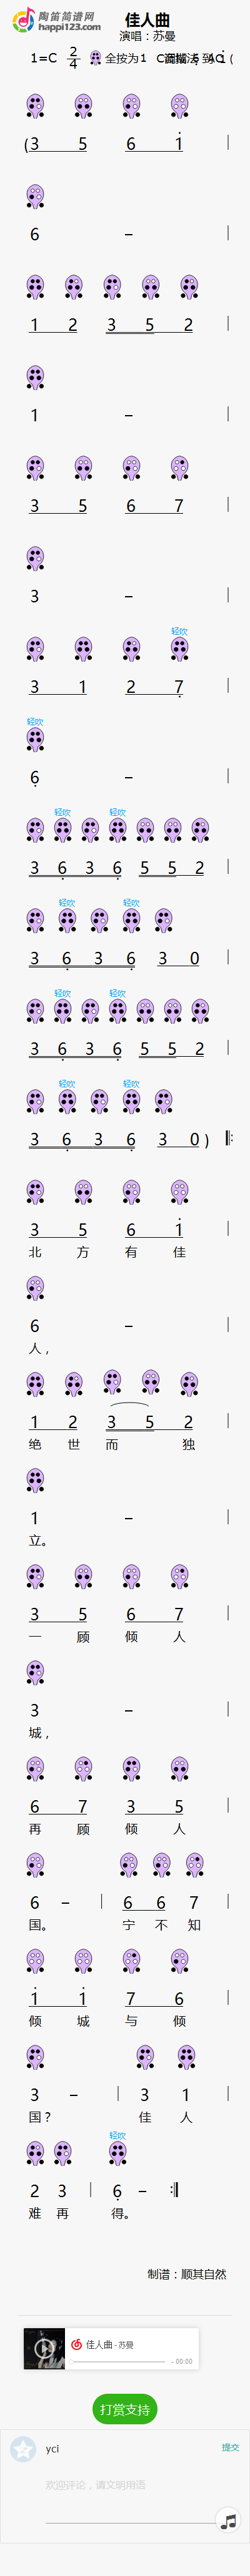 陶笛简谱网
happi123.com
佳人曲
演唱：苏曼
1=C 2/4 全按为1
( 3 5 6 1 |
6 - |
1 2 3 5 2 |
1 - |
3 5 6 7 |
3 - |
轻吹
3 1 2 7 |
轻吹
6 - |
轻吹 轻吹
3 6 3 6 5 5 2 |
轻吹 轻吹
3 6 3 6 3 0 |
轻吹 轻吹
3 6 3 6 5 5 2 |
轻吹 轻吹
3 6 3 6 3 0 ) |:
3 5 6 1 |
北 方 有 佳
6 - |
人，
1 2 3 5 2 |
绝 世 而 独
1 - |
立。
3 5 6 7 |
一 顾 倾 人
3 - |
城，
6 7 3 5 |
再 顾 倾 人
6 - | 6 6 7 |
国。 宁 不 知
1 1 7 6 |
倾 城 与 倾
3 - | 3 1 |
国？ 佳 人
轻吹
2 3 | 6 - :|
难 再 得。
制谱：顺其自然
佳人曲 - 苏曼
- 00:00
打赏支持
yci 提交
欢迎评论，请文明用语